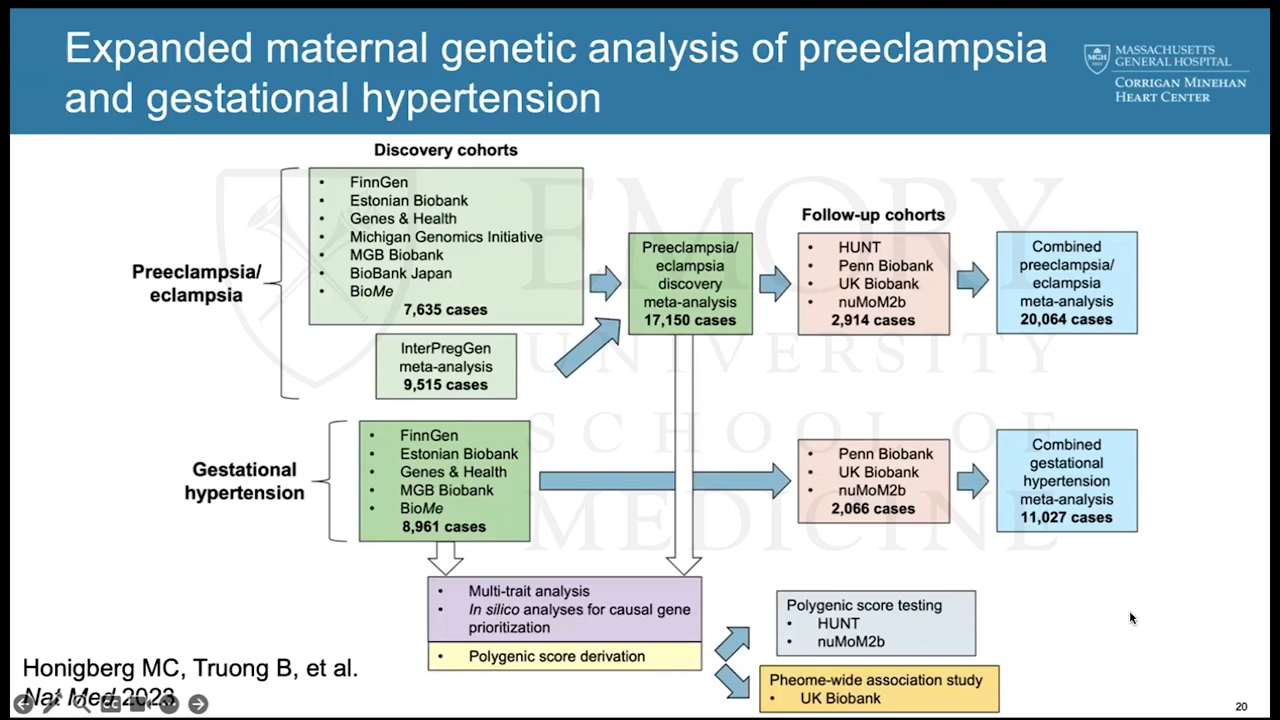 Expanded maternal genetic analysis of preeclampsia
and gestational hypertension
MGH
1811
MASSACHUSETTS
GENERAL HOSPITAL
CORRIGAN MINEHAN
HEART CENTER
Discovery cohorts
Preeclampsia/
eclampsia
• FinnGen
• Estonian Biobank
• Genes & Health
• Michigan Genomics Initiative
• MGB Biobank
• BioBank Japan
• BioMe
7,635 cases
InterPregGen
meta-analysis
9,515 cases
Preeclampsia/
eclampsia
discovery
meta-analysis
17,150 cases
Follow-up cohorts
• HUNT
• Penn Biobank
• UK Biobank
• nuMoM2b
2,914 cases
Combined
preeclampsia/
eclampsia
meta-analysis
20,064 cases
Gestational
hypertension
• FinnGen
• Estonian Biobank
• Genes & Health
• MGB Biobank
• BioMe
8,961 cases
• Penn Biobank
• UK Biobank
• nuMoM2b
2,066 cases
Combined
gestational
hypertension
meta-analysis
11,027 cases
• Multi-trait analysis
• In silico analyses for causal gene
prioritization
• Polygenic score derivation
Polygenic score testing
• HUNT
• nuMoM2b
Pheome-wide association study
• UK Biobank
Honigberg MC, Truong B, et al.
Nat Med 2023
20
EMORY
UNIVERSITY
SCHOOL OF
MEDICINE